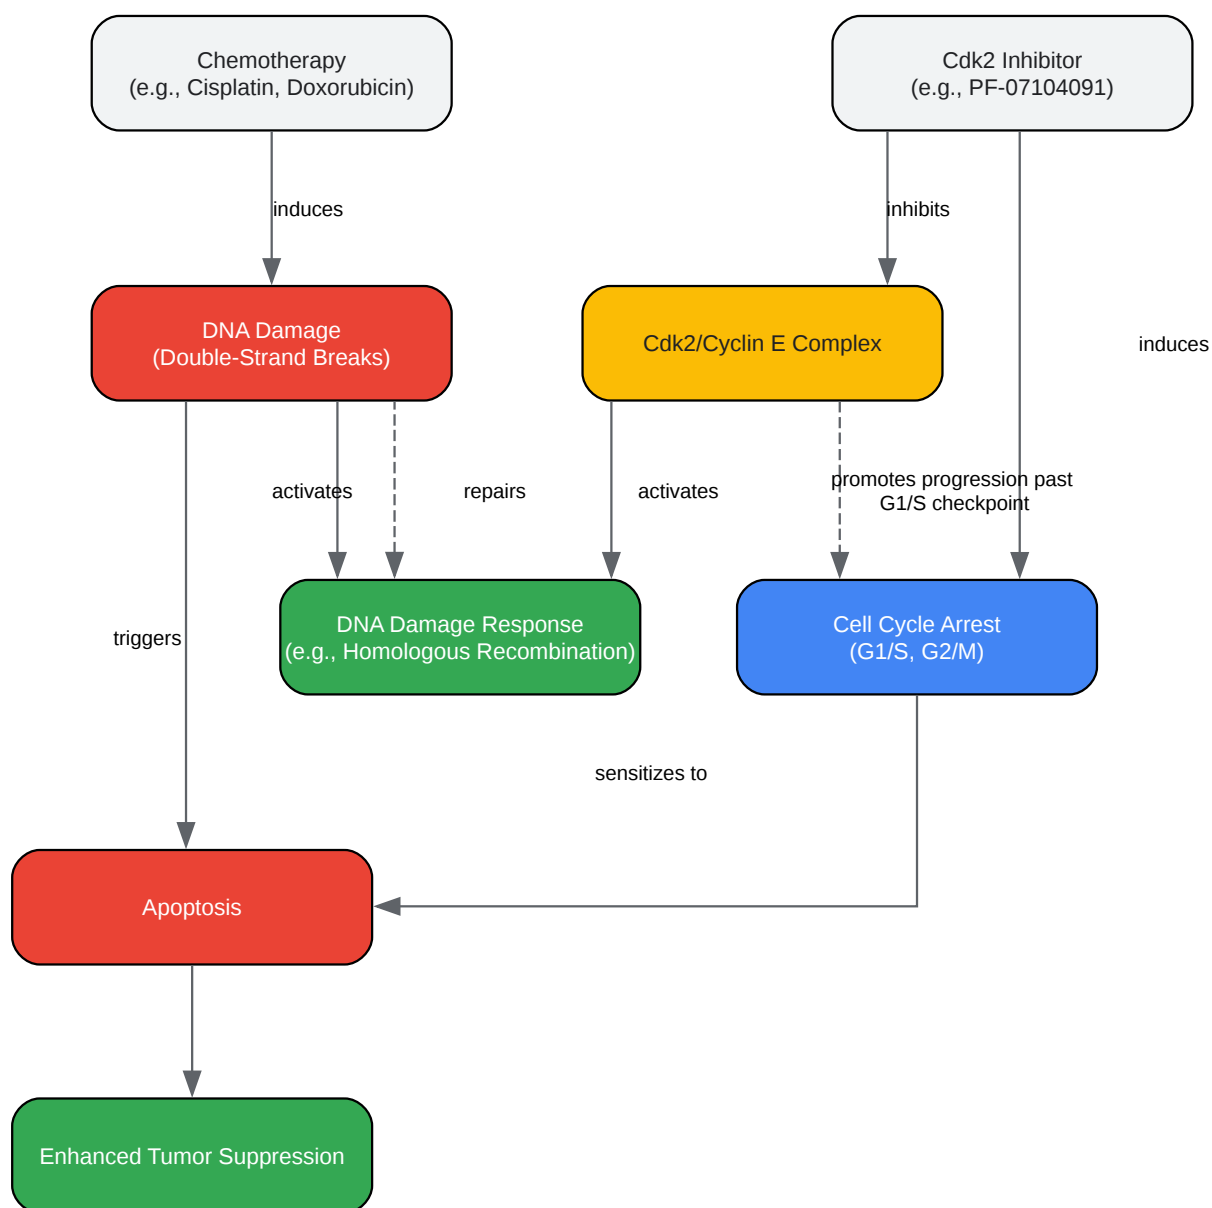 Chemotherapy
(e.g., Cisplatin, Doxorubicin)
Cdk2 Inhibitor
(e.g., PF-07104091)
induces
inhibits
DNA Damage
(Double-Strand Breaks)
Cdk2/Cyclin E Complex
induces
activates
repairs
activates
promotes progression past
G1/S checkpoint
DNA Damage Response
(e.g., Homologous Recombination)
Cell Cycle Arrest
(G1/S, G2/M)
triggers
sensitizes to
Apoptosis
Enhanced Tumor Suppression